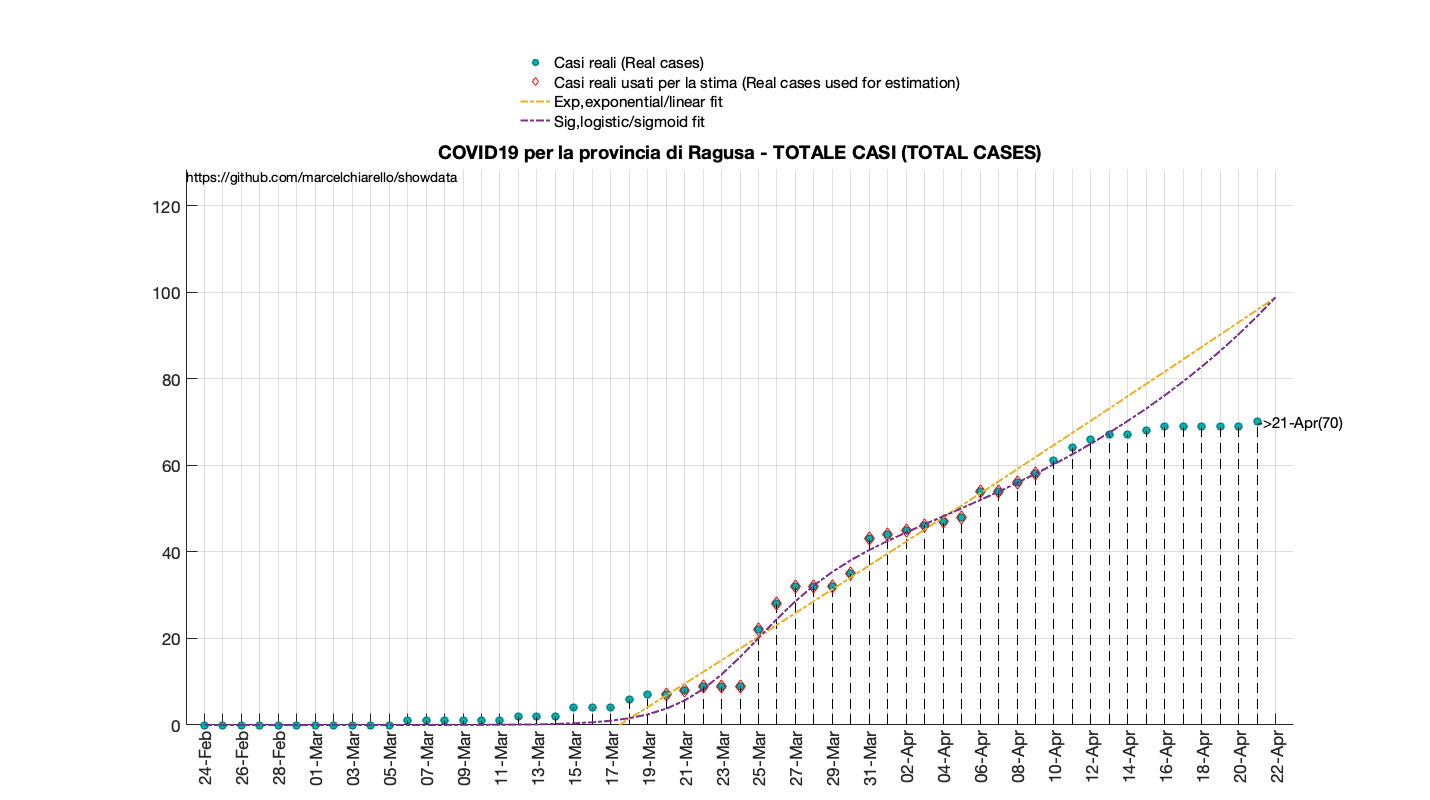 Casi reali (Real cases)
Casi reali usati per la stima (Real cases used for estimation)
Exp,exponential/linear fit
Sig,logistic/sigmoid fit
COVID19 per la provincia di Ragusa - TOTALE CASI (TOTAL CASES)
https://github.com/marcelchiarello/showdata
120
100
80
60
40
20
0
->21-Apr(70)
24-Feb
26-Feb
28-Feb
01-Mar
03-Mar
05-Mar
07-Mar
09-Mar
11-Mar
13-Mar
15-Mar
17-Mar
19-Mar
21-Mar
23-Mar
25-Mar
27-Mar
29-Mar
31-Mar
02-Apr
04-Apr
06-Apr
08-Apr
10-Apr
12-Apr
14-Apr
16-Apr
18-Apr
20-Apr
22-Apr